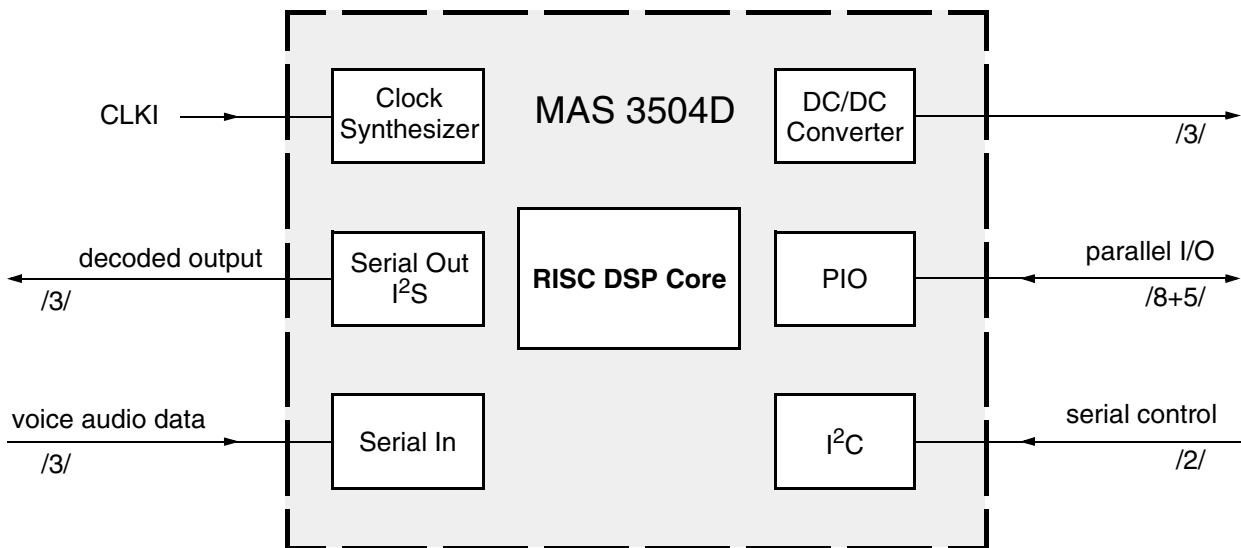 CLKI
Clock
Synthesizer
MAS 3504D
DC/DC
Converter
/3/
decoded output
/3/
Serial Out
I²S
RISC DSP Core
PIO
parallel I/O
/8+5/
voice audio data
/3/
Serial In
I²C
serial control
/2/